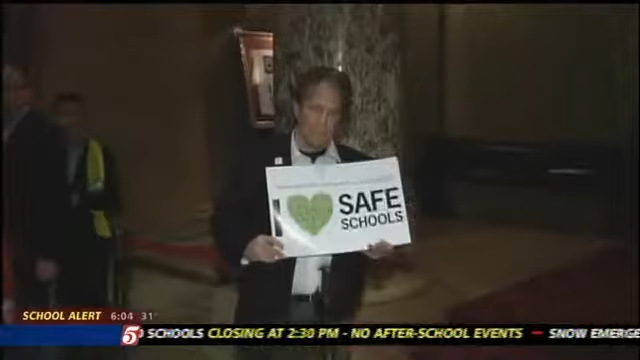 SAFE
SCHOOLS
SCHOOL ALERT 6:04 31°
5 SCHOOLS CLOSING AT 2:30 PM - NO AFTER-SCHOOL EVENTS - SNOW EMERGE